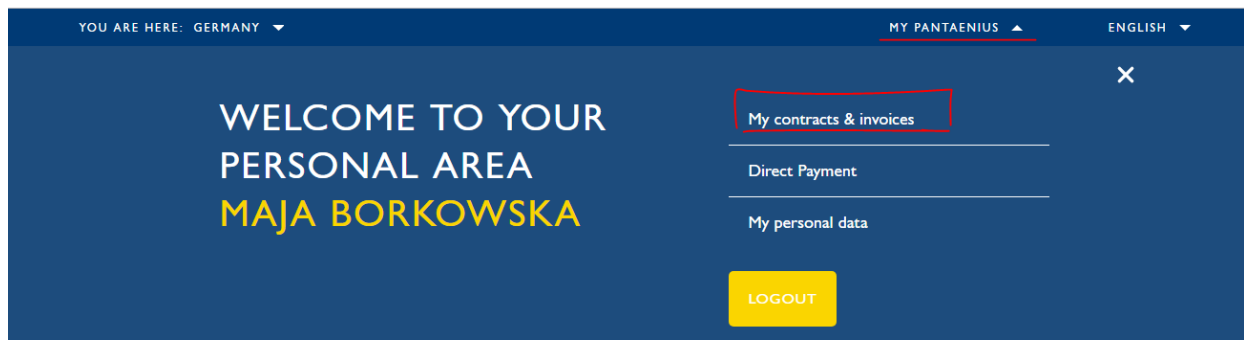 YOU ARE HERE: GERMANY
MY PANTAENIUS
ENGLISH
WELCOME TO YOUR
PERSONAL AREA
MAJA BORKOWSKA
My contracts & invoices
Direct Payment
My personal data
LOGOUT